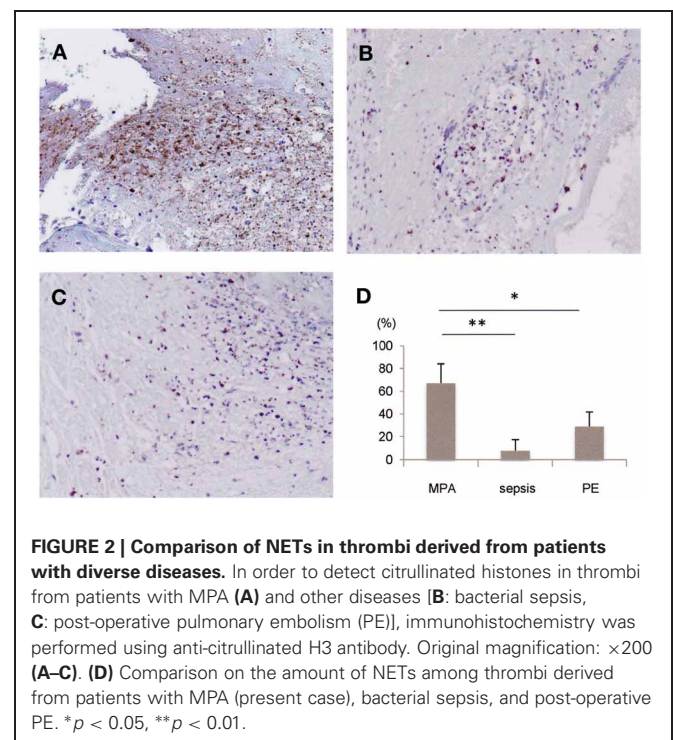 A
B
C
D
*
(%)
**
100
80
60
40
20
0
MPA sepsis PE
FIGURE 2 | Comparison of NETs in thrombi derived from patients
with diverse diseases. In order to detect citrullinated histones in thrombi
from patients with MPA (A) and other diseases [B: bacterial sepsis,
C: post-operative pulmonary embolism (PE)], immunohistochemistry was
performed using anti-citrullinated H3 antibody. Original magnification: ×200
(A–C). (D) Comparison on the amount of NETs among thrombi derived
from patients with MPA (present case), bacterial sepsis, and post-operative
PE. *p < 0.05, **p < 0.01.